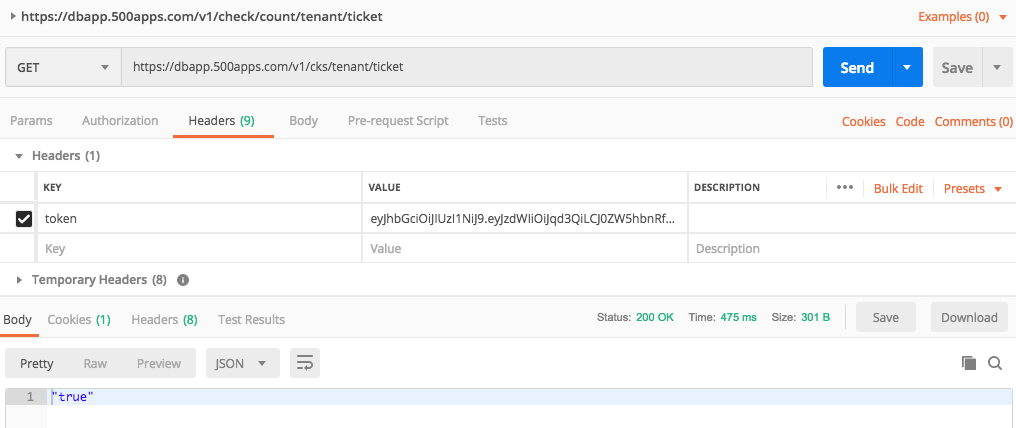 https://dbapp.500apps.com/v1/check/count/tenant/ticket Examples (0)
GET https://dbapp.500apps.com/v1/cks/tenant/ticket Send Save
Params Authorization Headers (9) Body Pre-request Script Tests Cookies Code Comments (0)
Headers (1)
KEY VALUE DESCRIPTION ••• Bulk Edit Presets
token eyJhbGciOiJIUzI1NiJ9.eyJzdWIiOiJqd3QiLCJ0ZW5hbnRf...
Key Value Description
Temporary Headers (8) i
Body Cookies (1) Headers (8) Test Results Status: 200 OK Time: 475 ms Size: 301 B Save Download
Pretty Raw Preview JSON
1 "true"